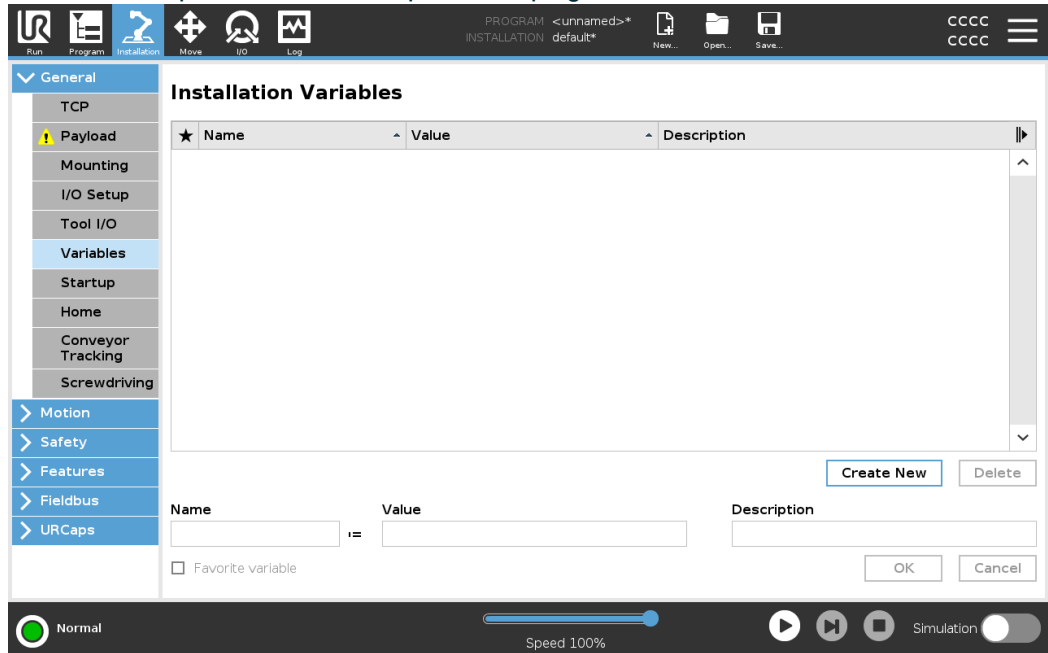 PROGRAM <unnamed>*
INSTALLATION default*
CCCC
CCCC
Run Program Installation Move I/O Log New... Open... Save...
General
TCP
Payload
Mounting
I/O Setup
Tool I/O
Variables
Startup
Home
Conveyor
Tracking
Screwdriving
Motion
Safety
Features
Fieldbus
URCaps
Installation Variables
Name Value Description
Create New Delete
Name Value Description
:=
Favorite variable OK Cancel
Normal
Speed 100%
Simulation